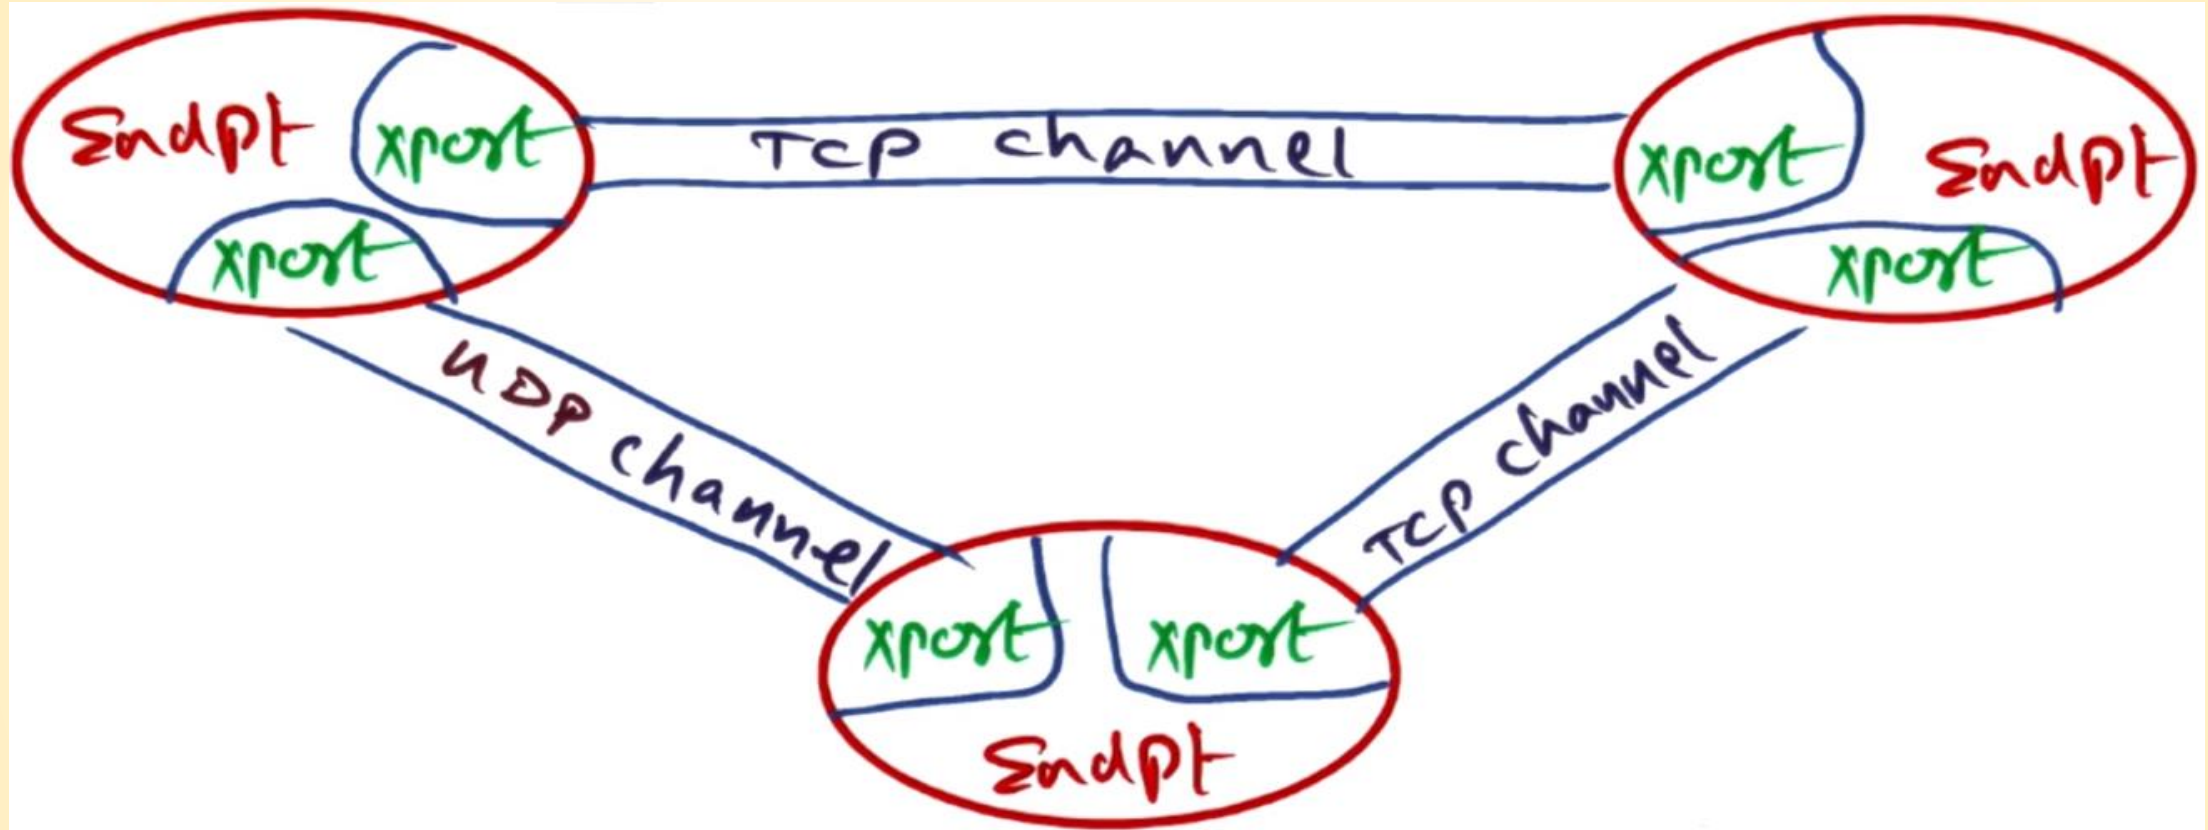 Endpt
xport
TCP channel
xport
Endpt
xport
xport
UDP channel
TCP channel
xport
xport
Endpt